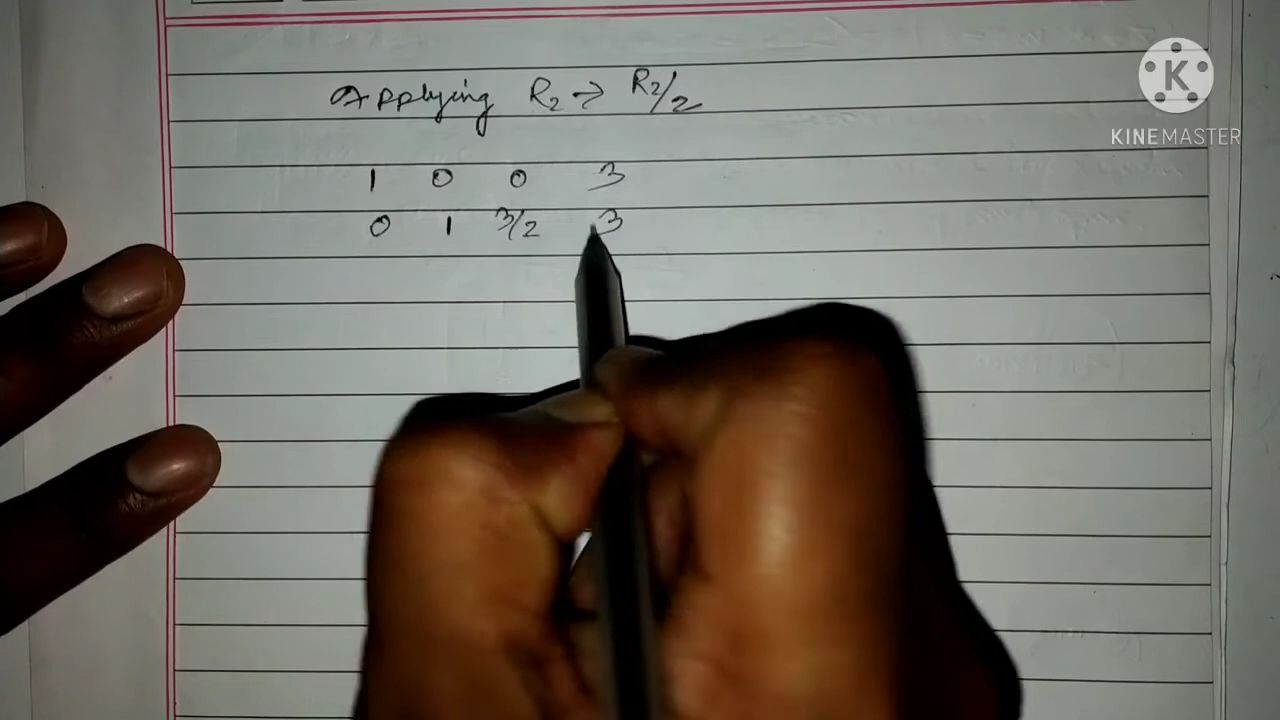 Applying R2 → R2/2
1 0 0 3
0 1 3/2 3
K
KINEMASTER